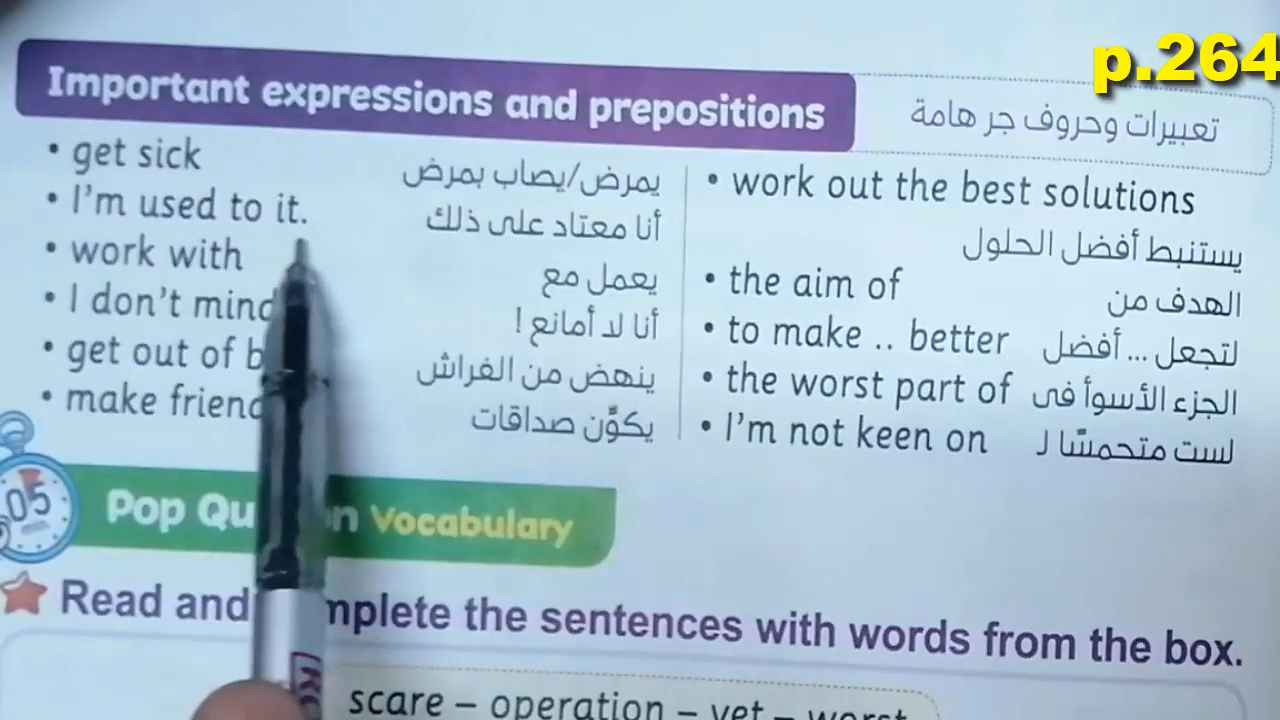 p.264
Important expressions and prepositions
تعبيرات وحروف جر هامة
• get sick يمرض/يصاب بمرض
• I'm used to it. أنا معتاد على ذلك
• work with يعمل مع
• I don't mind أنا لا أمانع !
• get out of ينهض من الفراش
• make يكوّن صداقات
• work out the best solutions
يستنبط أفضل الحلول
• the aim of الهدف من
• to make .. better لتجعل ... أفضل
• the worst part of الجزء الأسوأ فى
• I'm not keen on لست متحمسًا لـ
05
Pop Vocabulary
Read and the sentences with words from the box.
scare – operation – vet – worst